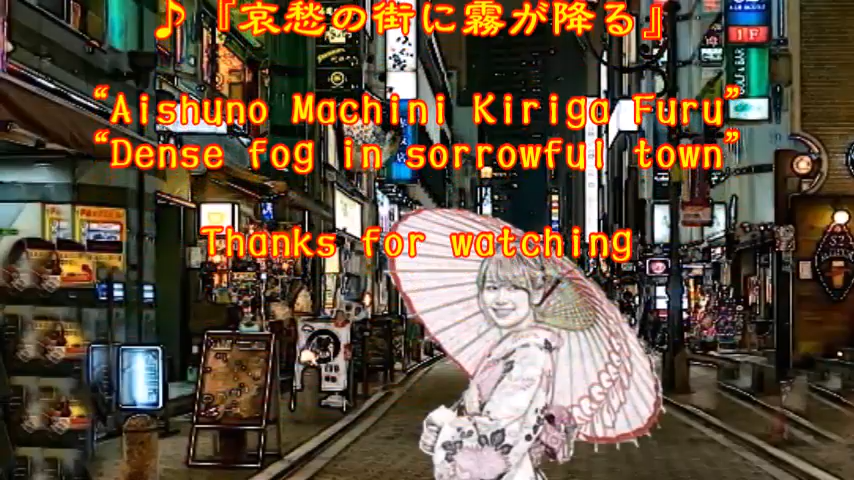 ♪『哀愁の街に霧が降る』
“Aishuno Machini Kiriga Furu”
“Dense fog in sorrowful town”
Thanks for watching